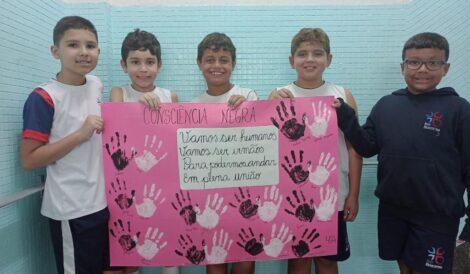 CONSCIÊNCIA NEGRA
Vamos ser humanos
Vamos ser irmãos
Para podermos andar
Em plena união